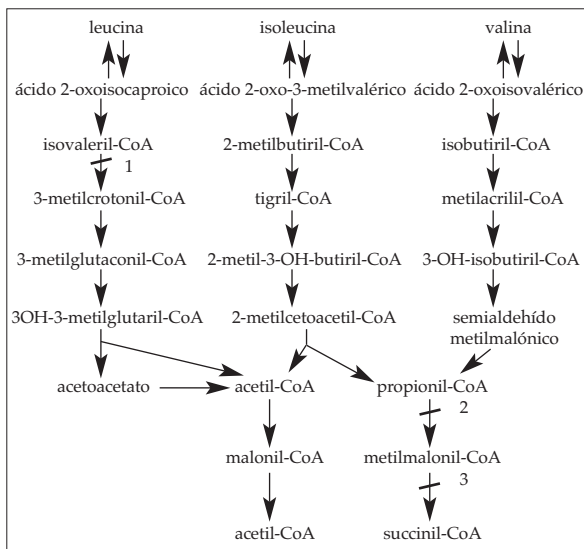 leucina isoleucina valina
ácido 2-oxoisocaproico ácido 2-oxo-3-metilvalérico ácido 2-oxoisovalérico
isovaleril-CoA 2-metilbutiril-CoA isobutiril-CoA
1
3-metilcrotonil-CoA tigril-CoA metilacrilil-CoA
3-metilglutaconil-CoA 2-metil-3-OH-butiril-CoA 3-OH-isobutiril-CoA
3OH-3-metilglutaril-CoA 2-metilcetoacetil-CoA semialdehído
metilmalónico
acetoacetato acetil-CoA propionil-CoA
2
malonil-CoA metilmalonil-CoA
3
acetil-CoA succinil-CoA